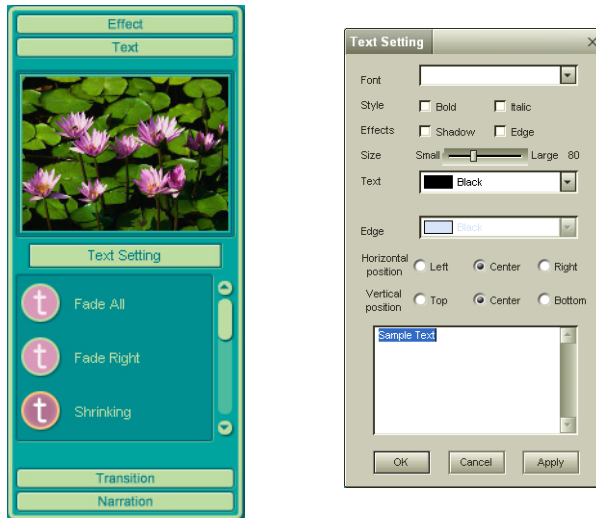 Effect
Text
Text Setting
t Fade All
t Fade Right
t Shrinking
Transition
Narration
Text Setting
Font
Style Bold Italic
Effects Shadow Edge
Size Small Large 80
Text Black
Edge Black
Horizontal position Left Center Right
Vertical position Top Center Bottom
Sample Text
OK Cancel Apply